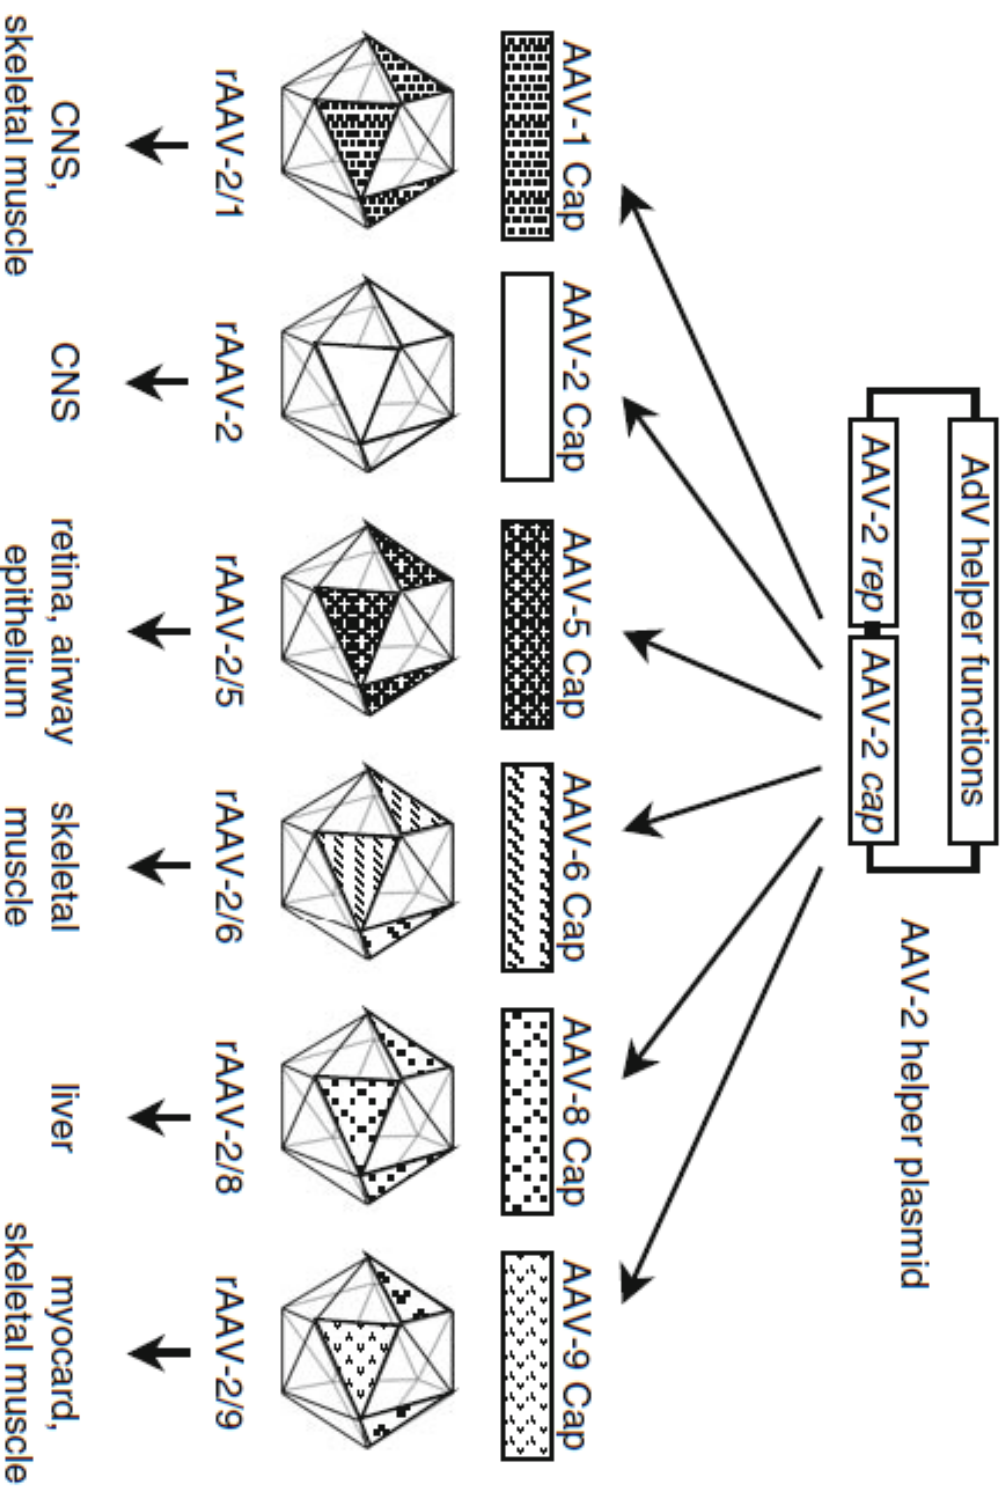 AdV helper functions
AAV-2 rep
AAV-2 cap
AAV-2 helper plasmid
AAV-1 Cap
AAV-2 Cap
AAV-5 Cap
AAV-6 Cap
AAV-8 Cap
AAV-9 Cap
rAAV-2/1
rAAV-2
rAAV-2/5
rAAV-2/6
rAAV-2/8
rAAV-2/9
CNS,
skeletal muscle
CNS
retina, airway
epithelium
skeletal
muscle
liver
myocard,
skeletal muscle